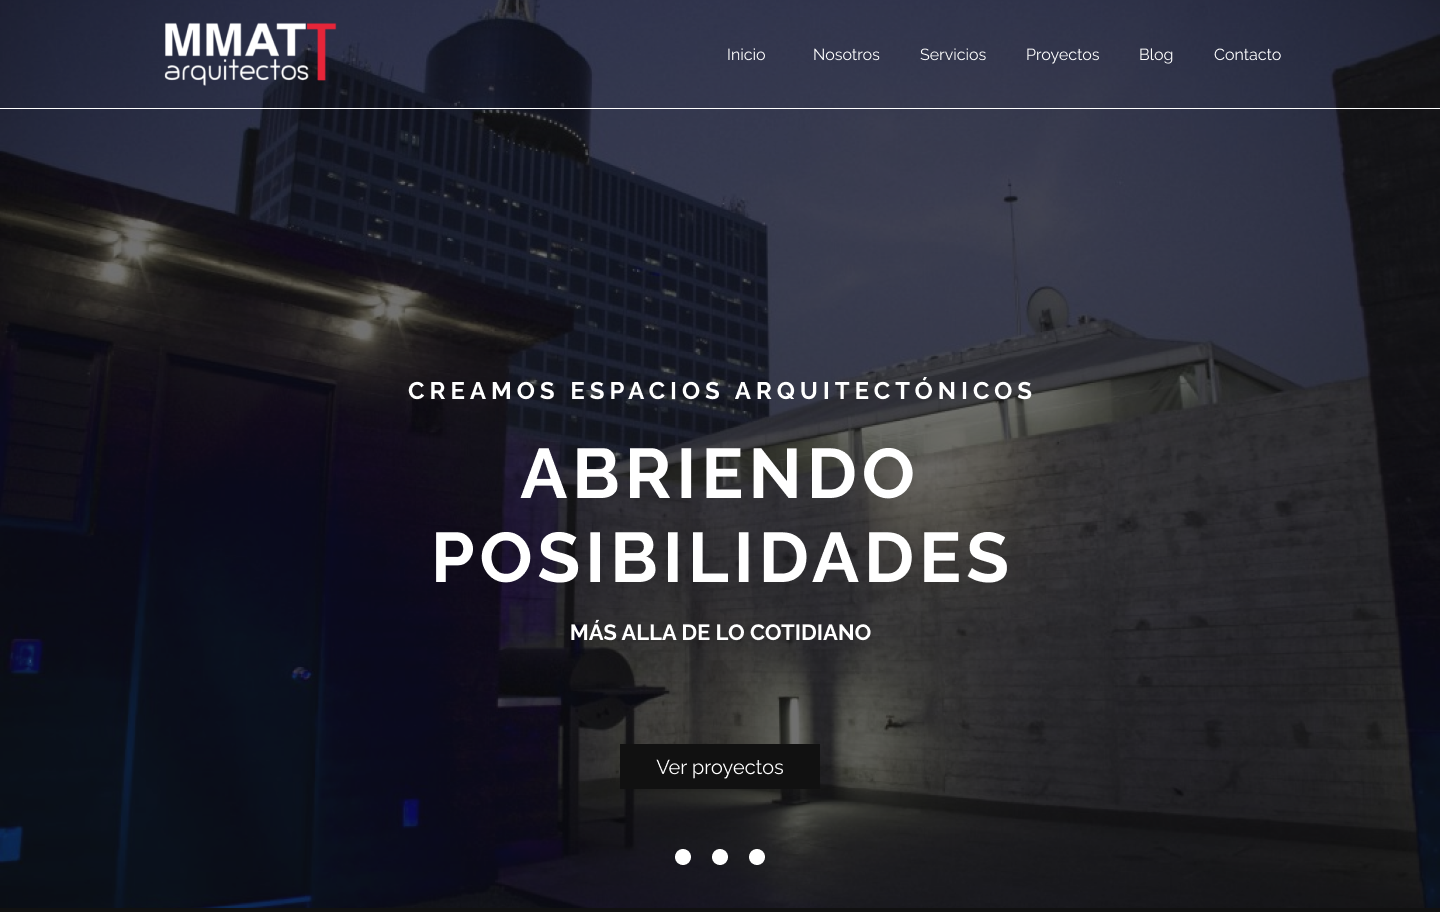 MMATT
arquitectos
Inicio Nosotros Servicios Proyectos Blog Contacto
CREAMOS ESPACIOS ARQUITECTÓNICOS
ABRIENDO
POSIBILIDADES
MÁS ALLA DE LO COTIDIANO
Ver proyectos